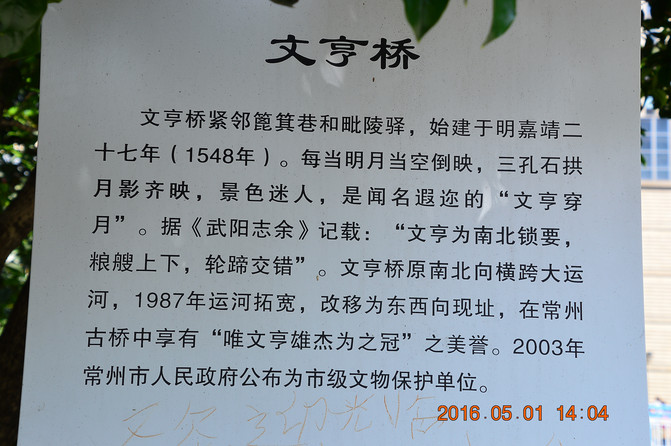 文亨桥
文亨桥紧邻篦箕巷和毗陵驿，始建于明嘉靖二
十七年（1548年）。每当明月当空倒映，三孔石拱
月影齐映，景色迷人，是闻名遐迩的“文亨穿
月”。据《武阳志余》记载：“文亨为南北锁要，
粮艘上下，轮蹄交错”。文亨桥原南北向横跨大运
河，1987年运河拓宽，改移为东西向现址，在常州
古桥中享有“唯文亨雄杰为之冠”之美誉。2003年
常州市人民政府公布为市级文物保护单位。
2016.05.01 14:04